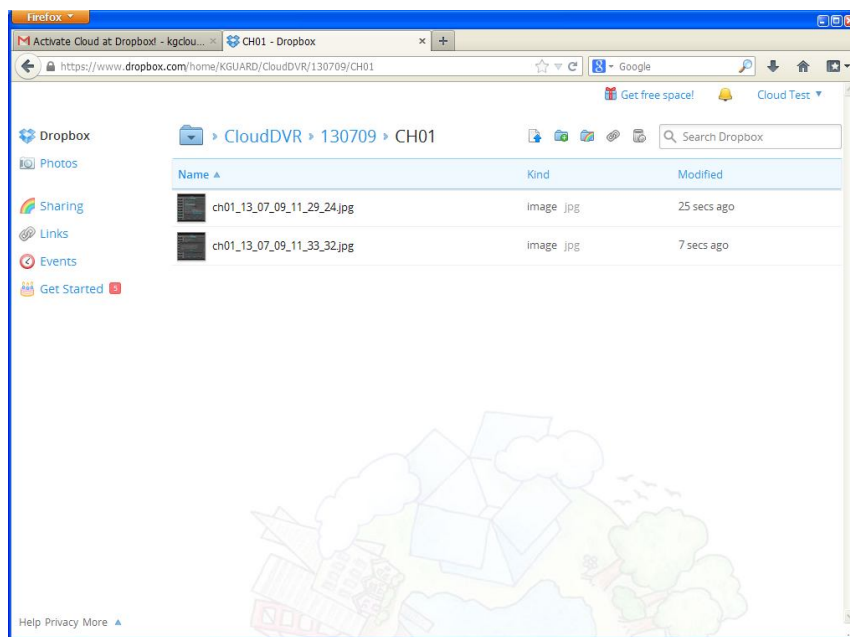 Firefox
Activate Cloud at Dropbox! - kgclou...
CH01 - Dropbox
https://www.dropbox.com/home/KGUARD/CloudDVR/130709/CH01
Google
Get free space!
Cloud Test
Dropbox
CloudDVR
130709
CH01
Search Dropbox
Photos
Name
Kind
Modified
Sharing
ch01_13_07_09_11_29_24.jpg
image jpg
25 secs ago
Links
ch01_13_07_09_11_33_32.jpg
image jpg
7 secs ago
Events
Get Started
5
Help Privacy More